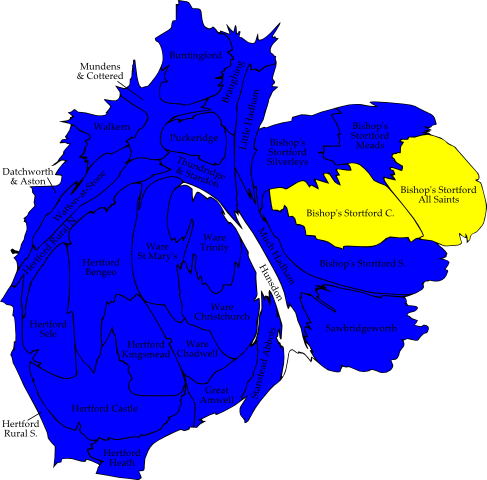 Buntingford
Braughing
Mundens
& Cottered
Little Hadham
Walkern
Puckeridge
Bishop's
Stortford
Meads
Bishop's
Stortford
Silverleys
Thundridge
& Standon
Datchworth
& Aston
Watton-at-Stone
Bishop's Stortford
All Saints
Bishop's Stortford C.
Hertford Rural N.
Much Hadham
Ware
St Mary's
Ware
Trinity
Hertford
Bengeo
Bishop's Stortford S.
Hunsdon
Ware
Christchurch
Hertford
Sele
Sawbridgeworth
Hertford
Kingsmead
Ware
Chadwell
Stanstead Abbots
Great
Amwell
Hertford Castle
Hertford
Rural S.
Hertford
Heath